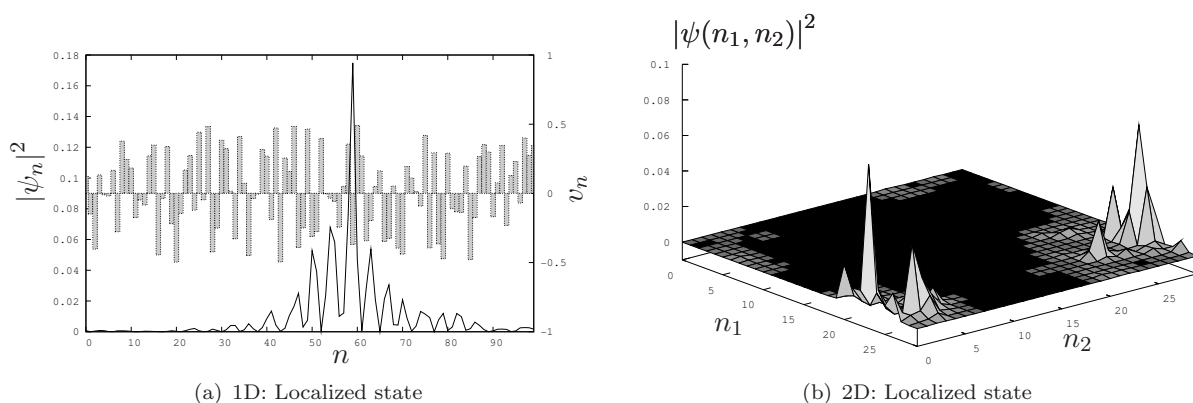 |ψ(n₁, n₂)|²
0.18
0.16
0.14
0.12
0.1
0.08
0.06
0.04
0.02
0
|ψₙ|²
1
0.5
0
-0.5
-1
vₙ
0 10 20 30 40 50 60 70 80 90
n
0.1
0.08
0.06
0.04
0.02
0
0 5 10 15 20 25
n₁
0 5 10 15 20 25
n₂
(a) 1D: Localized state
(b) 2D: Localized state